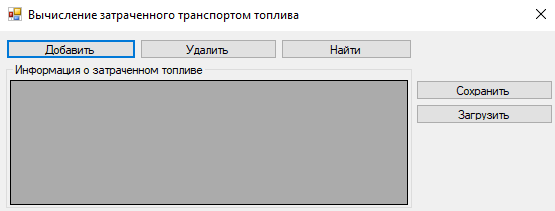 Вычисление затраченного транспортом топлива
Добавить
Удалить
Найти
Информация о затраченном топливе
Сохранить
Загрузить